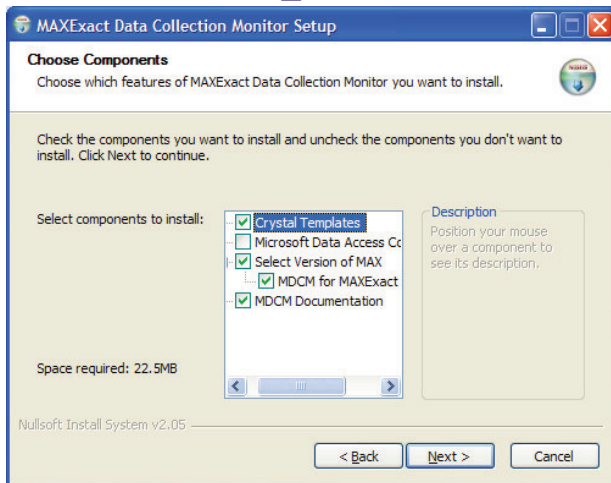 MAXExact Data Collection Monitor Setup
Choose Components
Choose which features of MAXExact Data Collection Monitor you want to install.
Check the components you want to install and uncheck the components you don't want to
install. Click Next to continue.
Select components to install:
Crystal Templates
Microsoft Data Access Co
Select Version of MAX
MDCM for MAXExact
MDCM Documentation
Description
Position your mouse
over a component to
see its description.
Space required: 22.5MB
Nullsoft Install System v2.05
< Back
Next >
Cancel